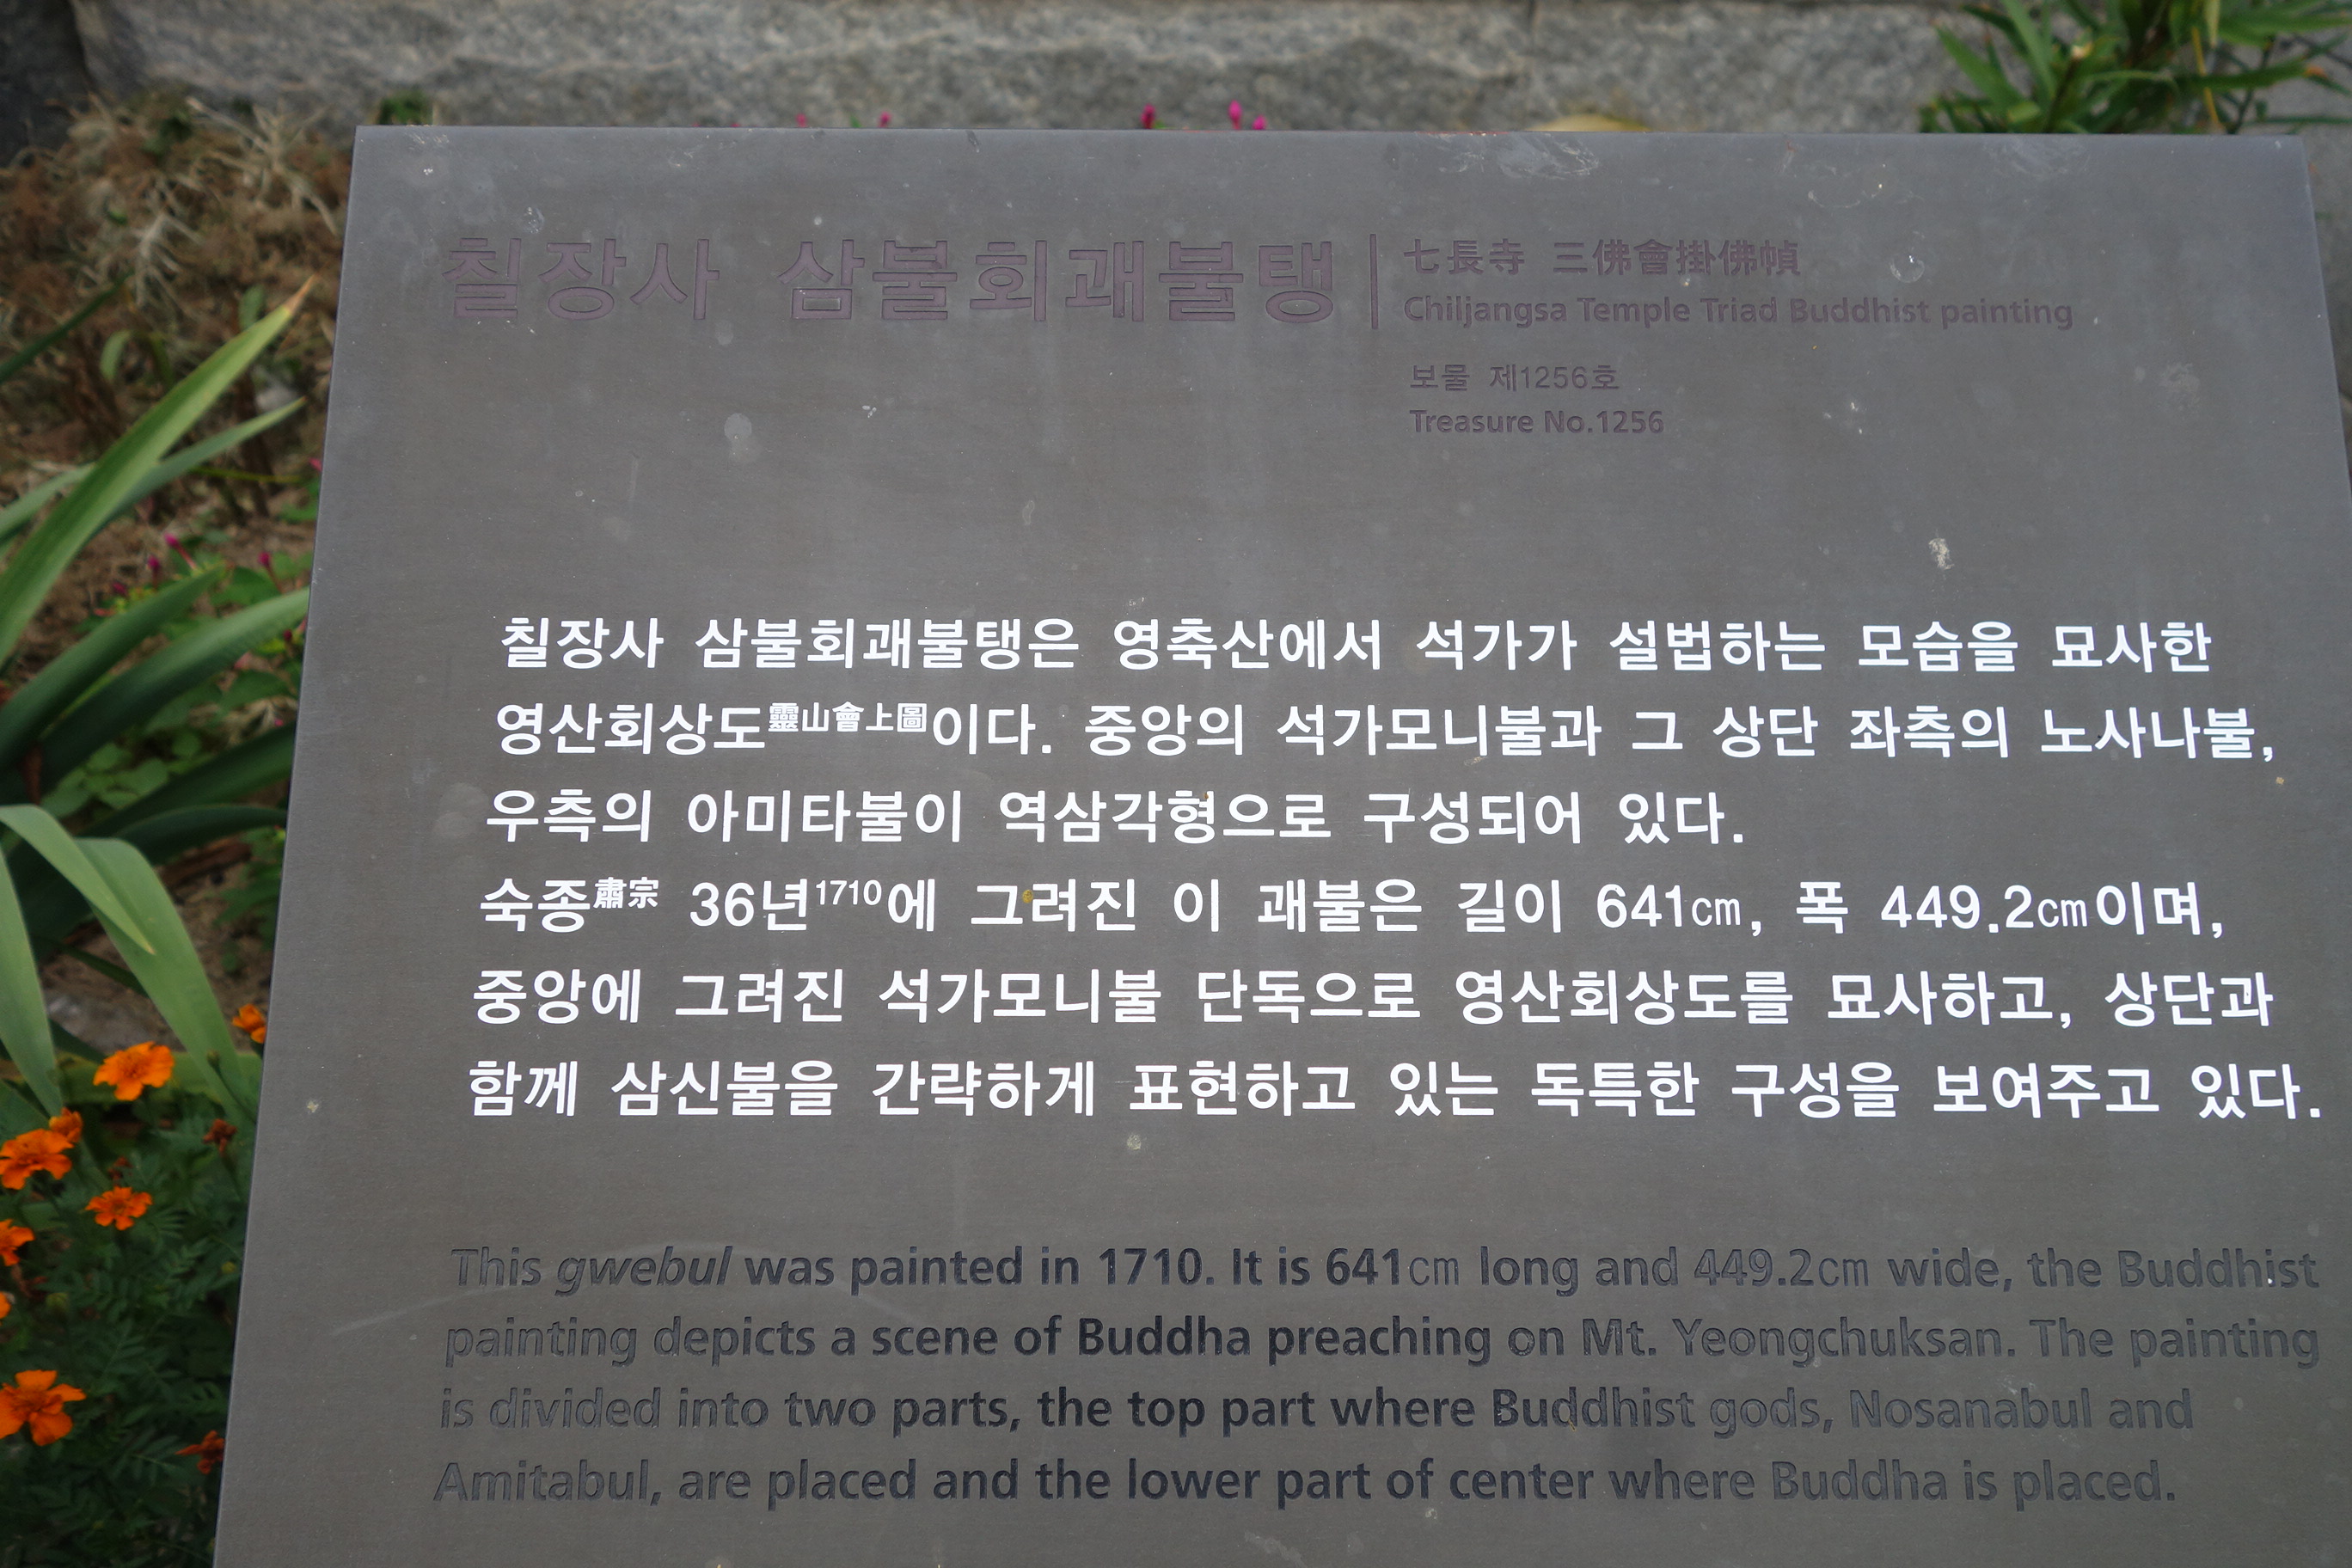 칠장사 삼불회괘불탱
七長寺 三佛會掛佛幀
Chiljangsa Temple Triad Buddhist painting
보물 제1256호
Treasure No.1256
칠장사 삼불회괘불탱은 영축산에서 석가가 설법하는 모습을 묘사한
영산회상도靈山會上圖이다. 중앙의 석가모니불과 그 상단 좌측의 노사나불,
우측의 아미타불이 역삼각형으로 구성되어 있다.
숙종肅宗 36년1710에 그려진 이 괘불은 길이 641㎝, 폭 449.2㎝이며,
중앙에 그려진 석가모니불 단독으로 영산회상도를 묘사하고, 상단과
함께 삼신불을 간략하게 표현하고 있는 독특한 구성을 보여주고 있다.
This gwebul was painted in 1710. It is 641㎝ long and 449.2㎝ wide, the Buddhist
painting depicts a scene of Buddha preaching on Mt. Yeongchuksan. The painting
is divided into two parts, the top part where Buddhist gods, Nosanabul and
Amitabul, are placed and the lower part of center where Buddha is placed.